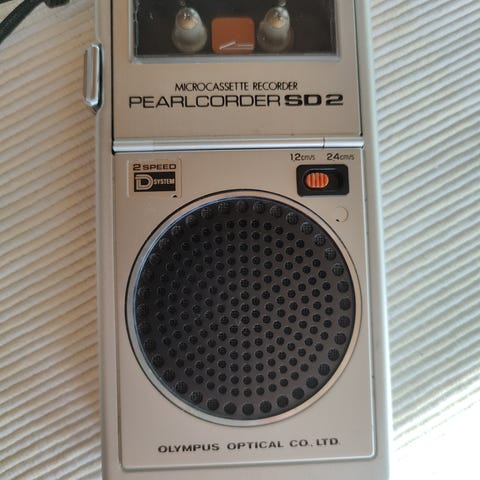 MICROCASSETTE RECORDER
PEARLCORDER SD2
2 SPEED
D SYSTEM
1.2cm/s 2.4cm/s
OLYMPUS OPTICAL CO., LTD.